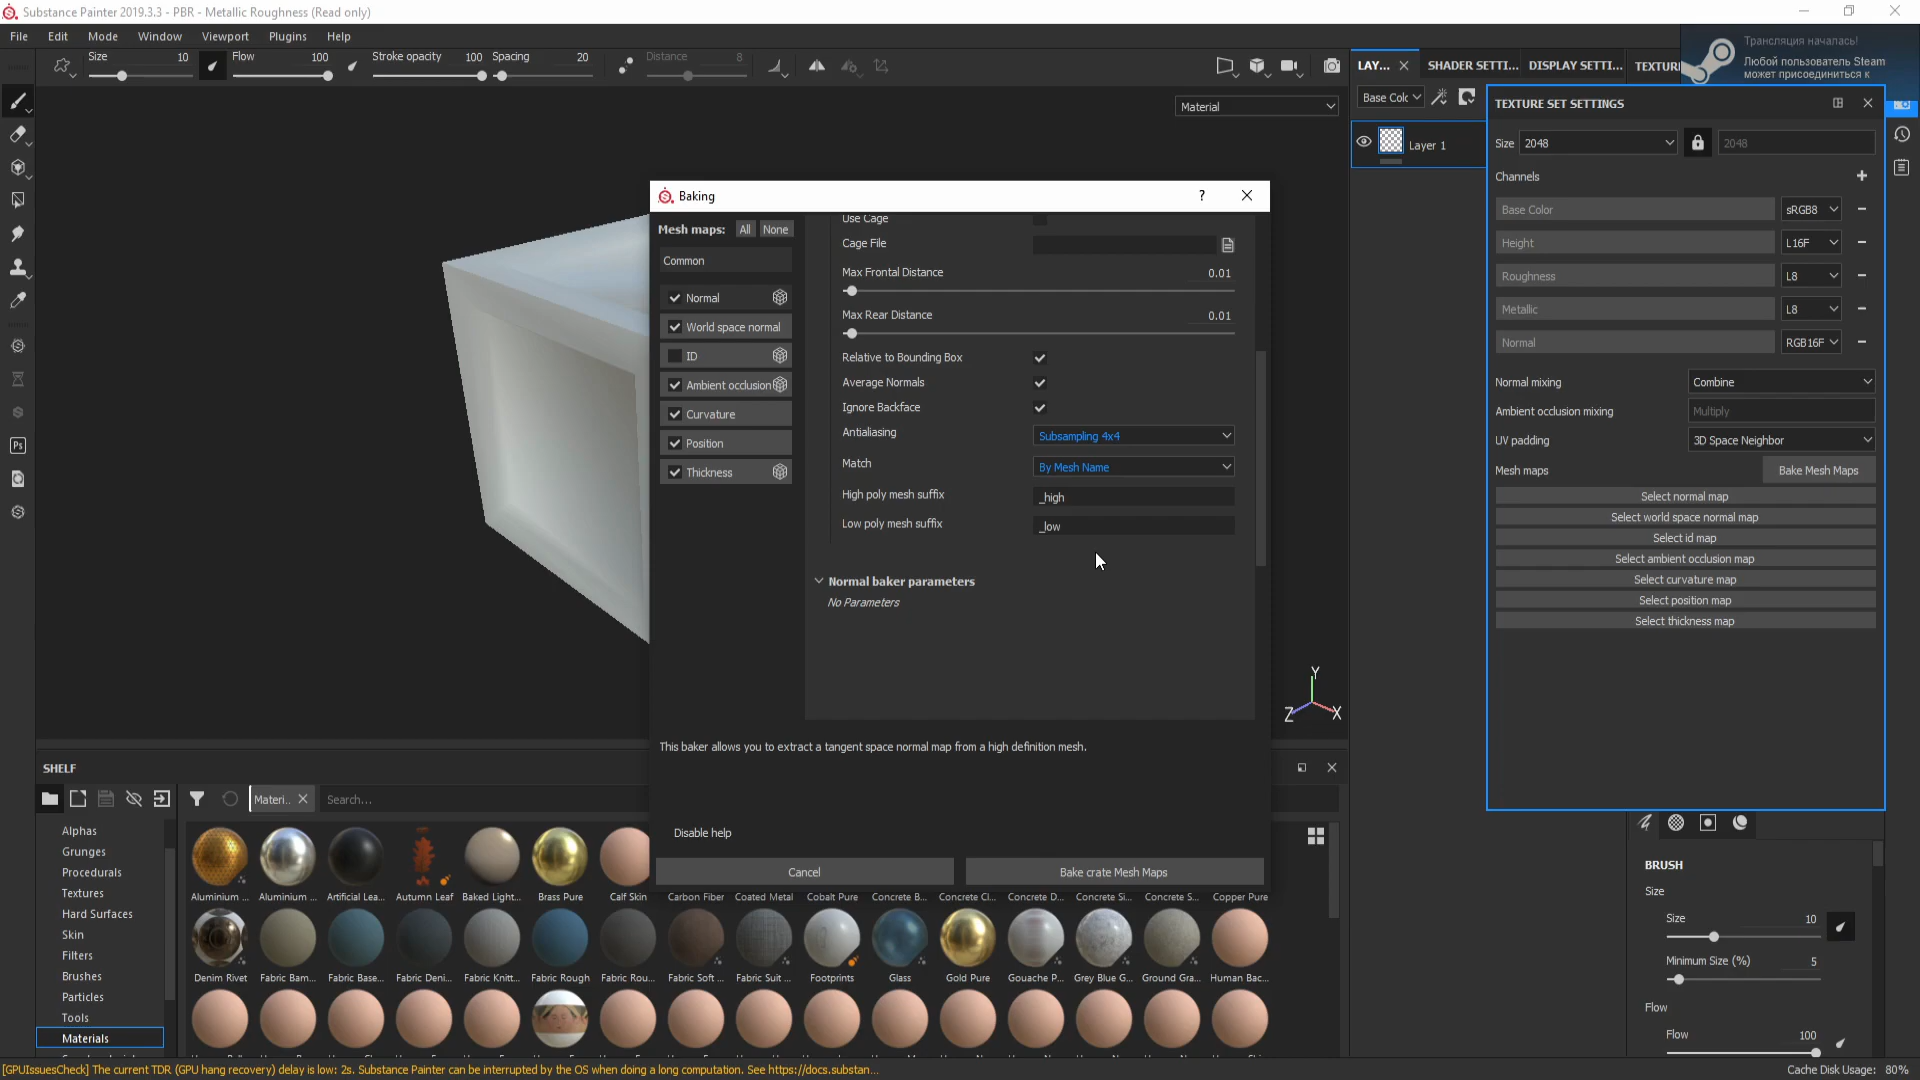 Substance Painter 2019.3.3 - PBR - Metallic Roughness (Read only)
File Edit Mode Window Viewport Plugins Help
Size 10 Flow 100 Stroke opacity 100 Spacing 20 Distance 8
Material
LAY... SHADER SETTI... DISPLAY SETTI... TEXTUR
Трансляция началась!
Любой пользователь Steam
может присоединиться к
Base Colc
Layer 1
TEXTURE SET SETTINGS
Size 2048 2048
Channels
Base Color sRGB8
Height L16F
Roughness L8
Metallic L8
Normal RGB16F
Normal mixing Combine
Ambient occlusion mixing Multiply
UV padding 3D Space Neighbor
Mesh maps Bake Mesh Maps
Select normal map
Select world space normal map
Select id map
Select ambient occlusion map
Select curvature map
Select position map
Select thickness map
Baking
?
Mesh maps: All None
Common
Normal
World space normal
ID
Ambient occlusion
Curvature
Position
Thickness
Use Cage
Cage File
Max Frontal Distance 0.01
Max Rear Distance 0.01
Relative to Bounding Box
Average Normals
Ignore Backface
Antialiasing Subsampling 4x4
Match By Mesh Name
High poly mesh suffix _high
Low poly mesh suffix _low
Normal baker parameters
No Parameters
This baker allows you to extract a tangent space normal map from a high definition mesh.
Disable help
Cancel Bake crate Mesh Maps
Y
Z X
Ps
SHELF
Materi.. Search...
Alphas
Grunges
Procedurals
Textures
Hard Surfaces
Skin
Filters
Brushes
Particles
Tools
Materials
Aluminium ... Aluminium ... Artificial Lea... Autumn Leaf Baked Light... Brass Pure Calf Skin Carbon Fiber Coated Metal Cobalt Pure Concrete B... Concrete Cl... Concrete D... Concrete Si... Concrete S... Copper Pure
Denim Rivet Fabric Bam... Fabric Base... Fabric Deni... Fabric Knitt... Fabric Rough Fabric Rou... Fabric Soft ... Fabric Suit ... Footprints Glass Gold Pure Gouache P... Grey Blue G... Ground Gra... Human Bac...
BRUSH
Size
Size 10
Minimum Size (%) 5
Flow
Flow 100
[GPUIssuesCheck] The current TDR (GPU hang recovery) delay is low: 2s. Substance Painter can be interrupted by the OS when doing a long computation. See https://docs.substan...
Cache Disk Usage: 80%